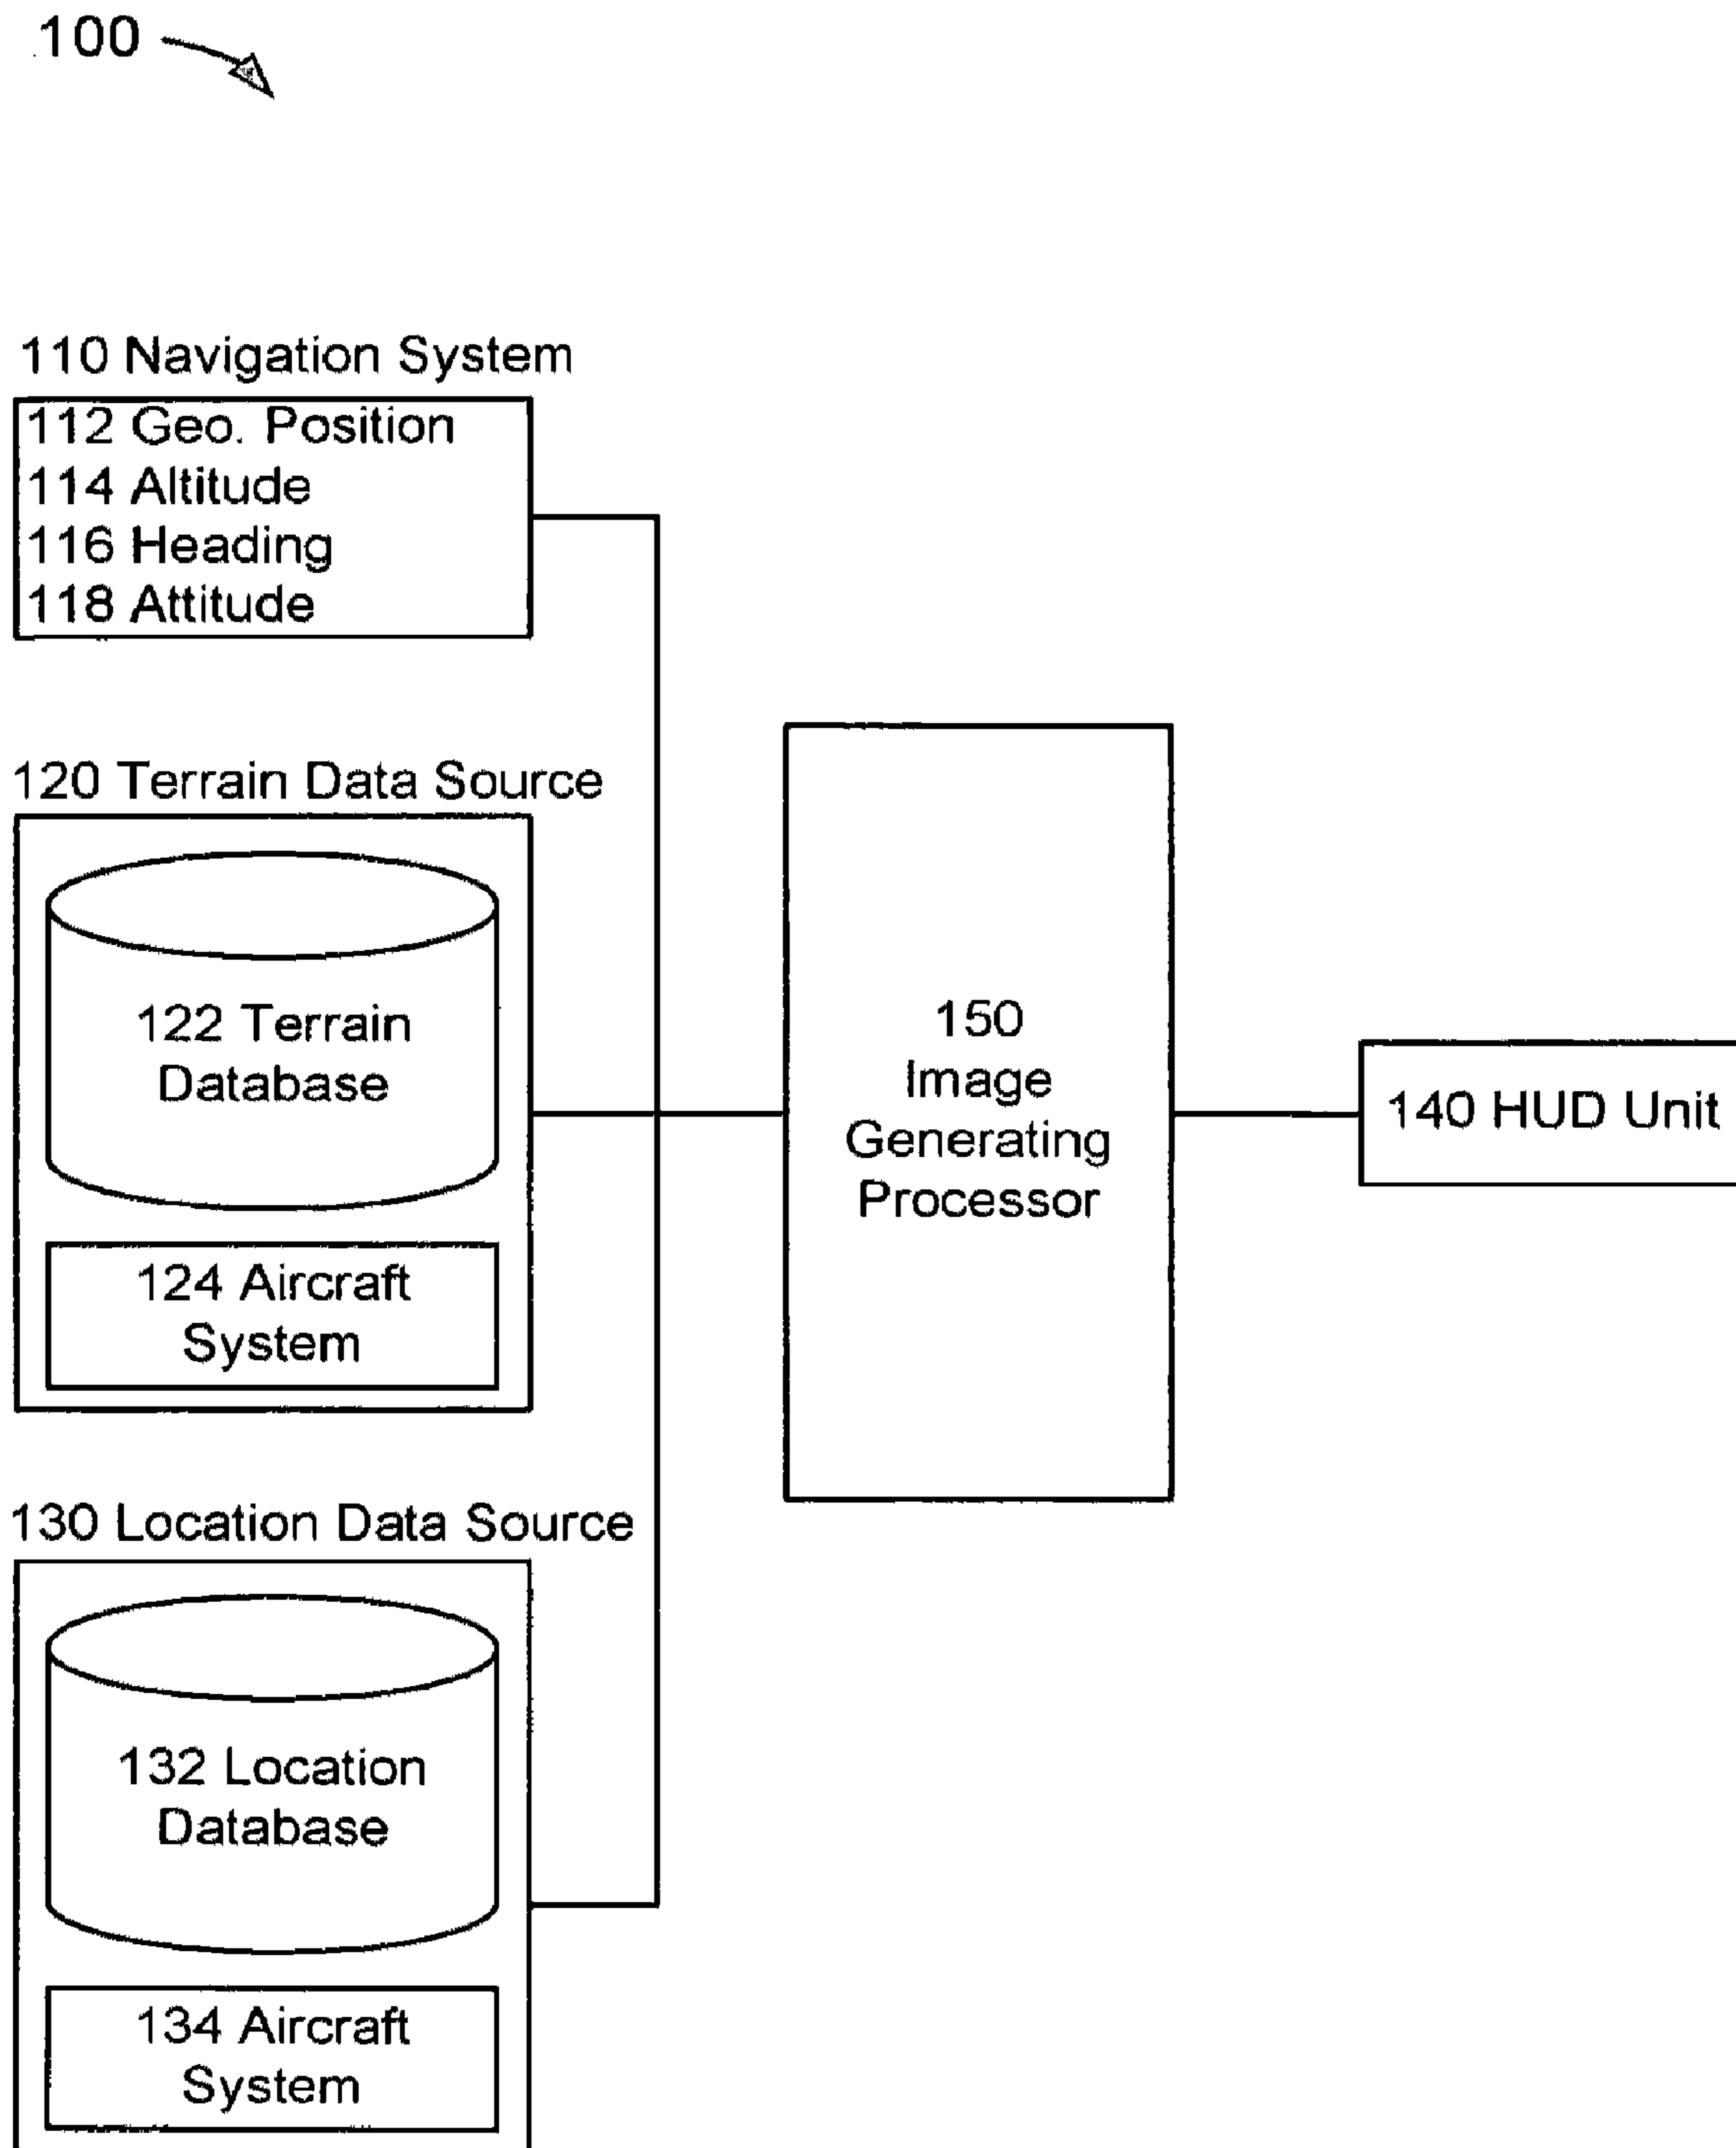 100
110 Navigation System
112 Geo. Position
114 Altitude
116 Heading
118 Attitude
120 Terrain Data Source
122 Terrain
Database
124 Aircraft
System
130 Location Data Source
132 Location
Database
134 Aircraft
System
150
Image
Generating
Processor
140 HUD Unit